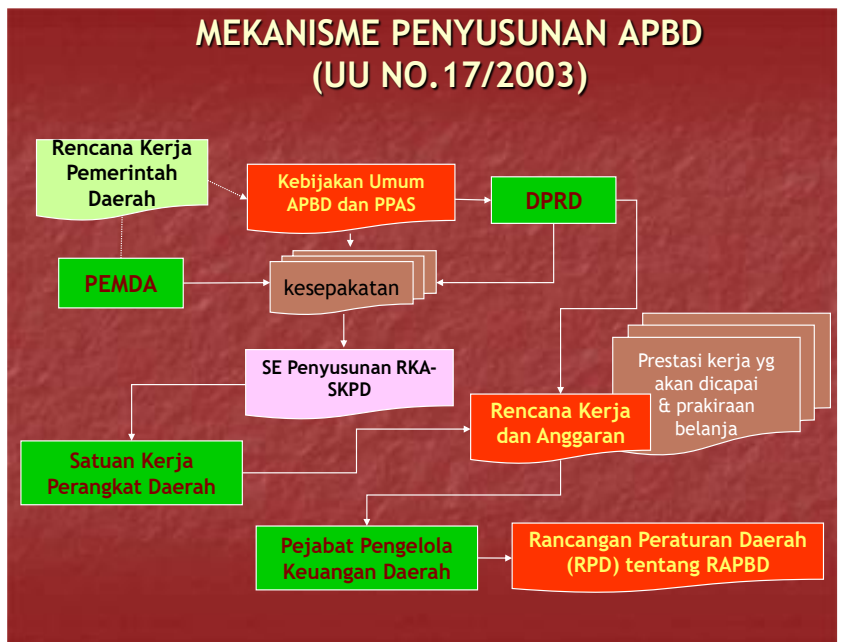 MEKANISME PENYUSUNAN APBD
(UU NO.17/2003)
Rencana Kerja
Pemerintah
Daerah
Kebijakan Umum
APBD dan PPAS
DPRD
PEMDA
kesepakatan
SE Penyusunan RKA-
SKPD
Prestasi kerja yg
akan dicapai
& prakiraan
belanja
Rencana Kerja
dan Anggaran
Satuan Kerja
Perangkat Daerah
Pejabat Pengelola
Keuangan Daerah
Rancangan Peraturan Daerah
(RPD) tentang RAPBD